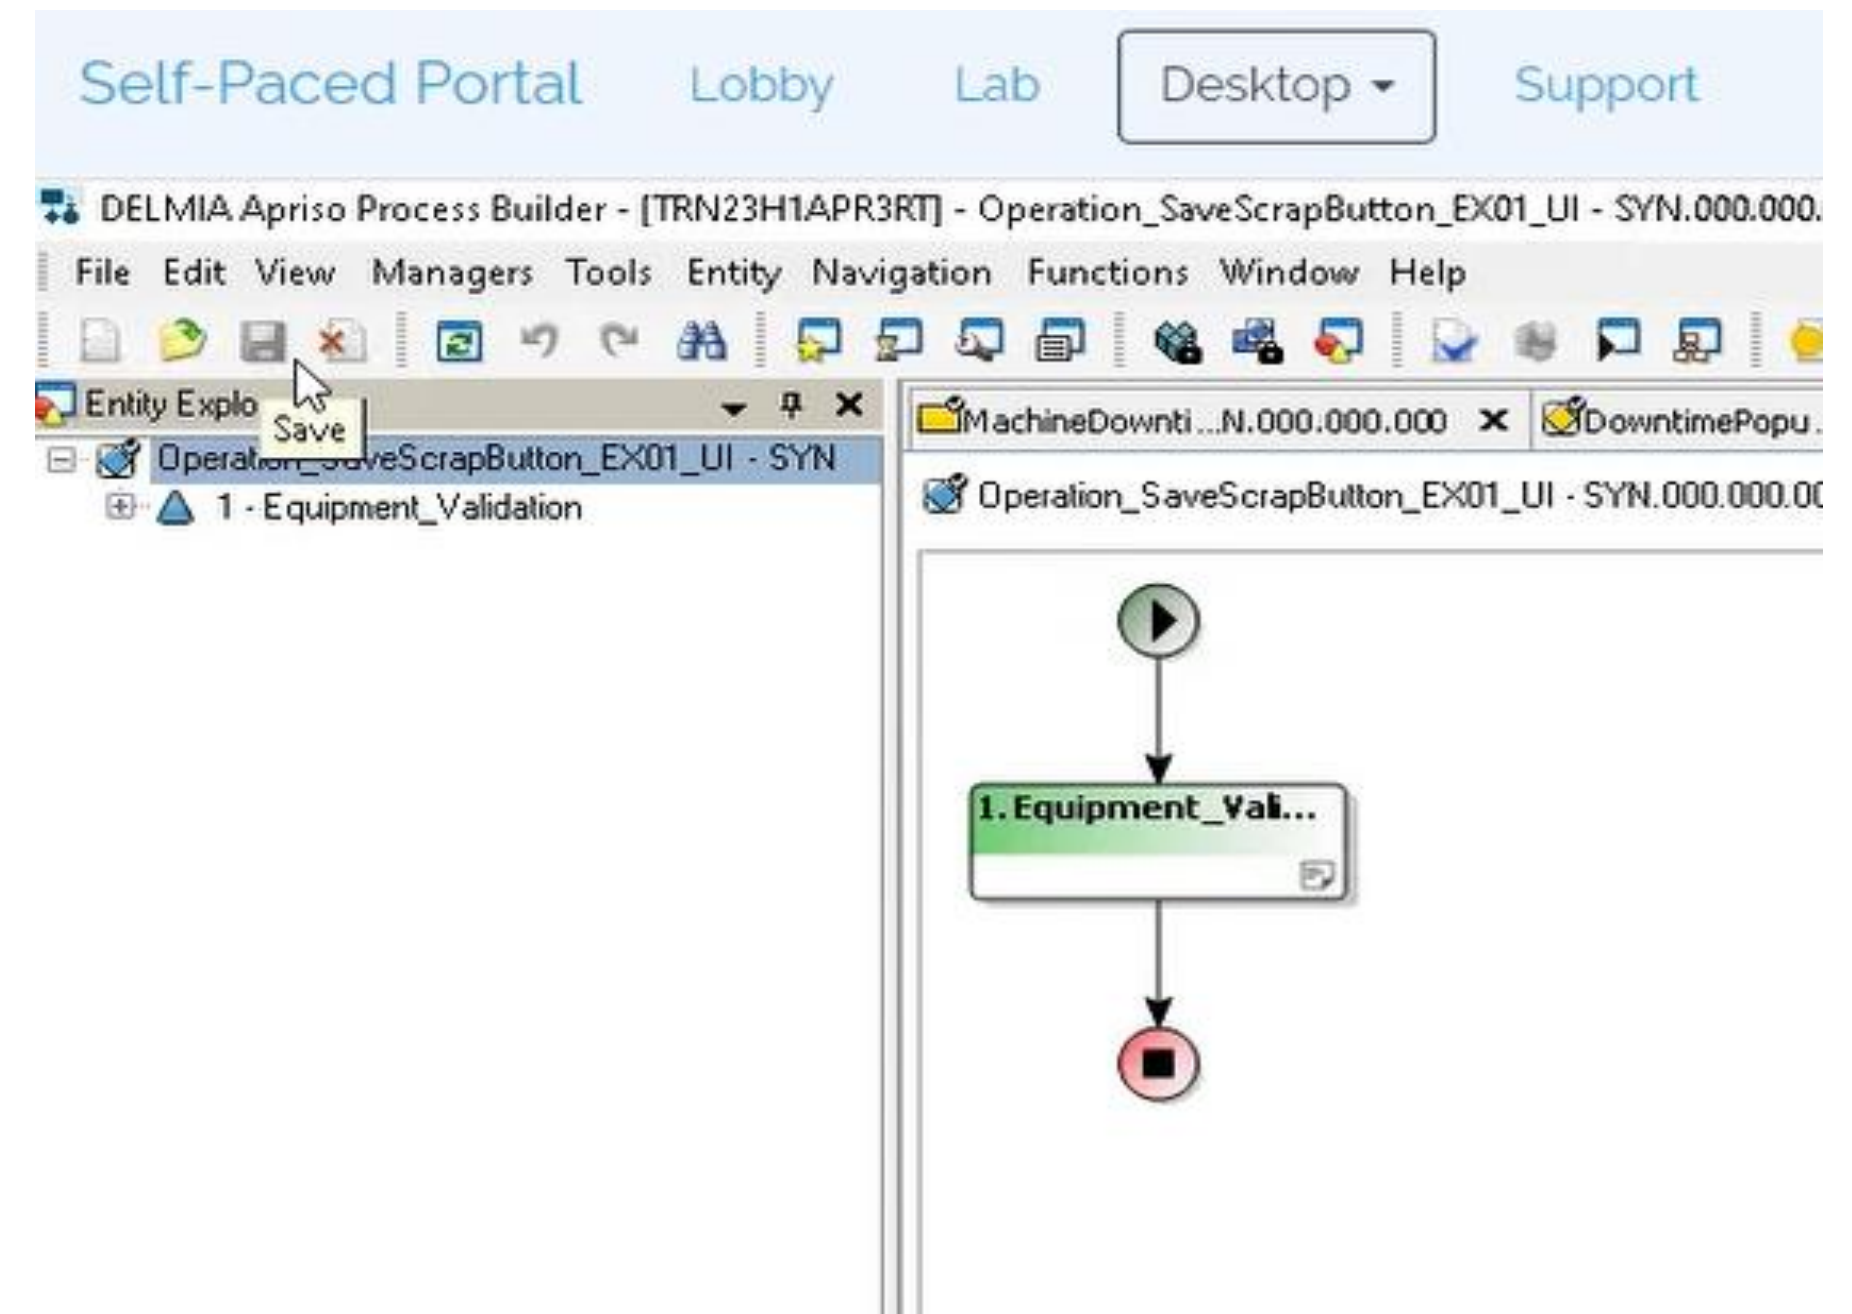 Self-Paced Portal Lobby Lab Desktop Support
DELMIA Apriso Process Builder - [TRN23H1APR3RT] - Operation_SaveScrapButton_EX01_UI - SYN.000.000.
File Edit View Managers Tools Entity Navigation Functions Window Help
Entity Explo
Save
MachineDownti...N.000.000.000 DowntimePopu...
Operation_SaveScrapButton_EX01_UI - SYN
1 - Equipment_Validation
Operation_SaveScrapButton_EX01_UI - SYN.000.000.00
1. Equipment_Vali...